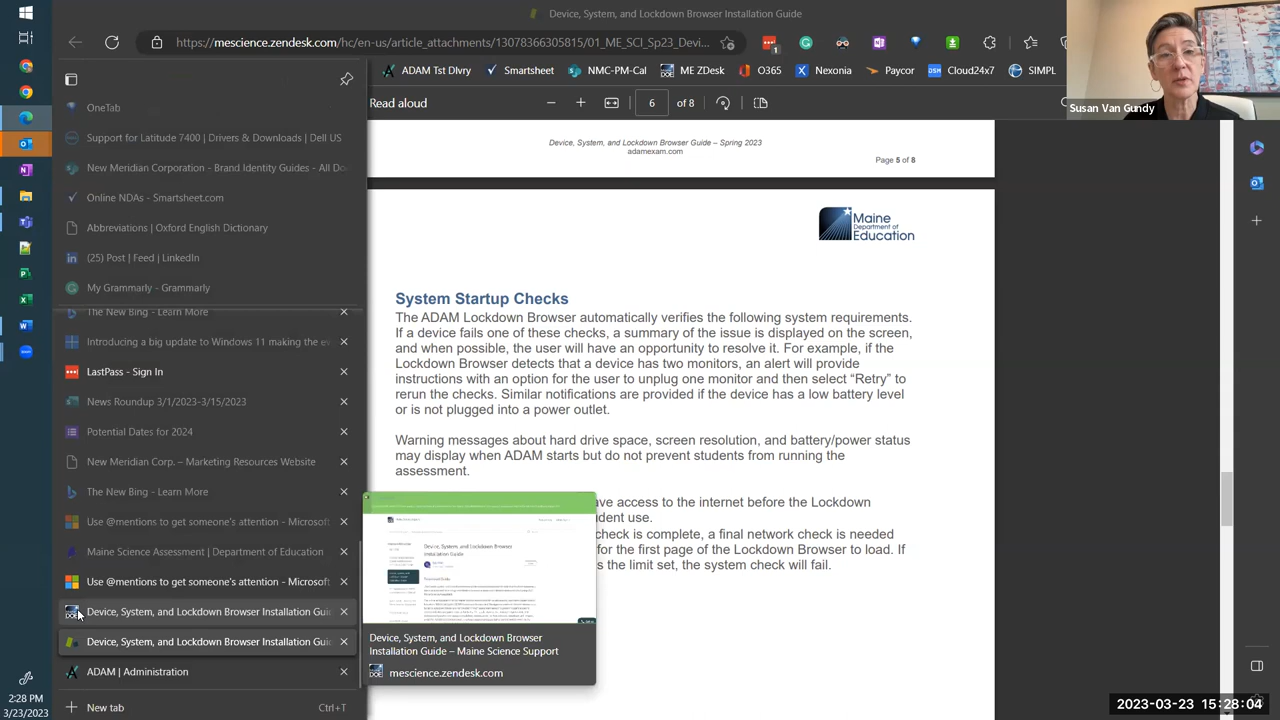 Device, System, and Lockdown Browser Installation Guide
https://mescience.zendesk.com/hc/en-us/article_attachments/13079366305815/01_ME_SCI_Sp23_Devi...
1
ADAM Tst Dlvry
Smartsheet
NMC-PM-Cal
ME ZDesk
O365
Nexonia
Paycor
Cloud24x7
SIMPL
Susan Van Gundy
OneTab
ead aloud
6
of 8
Support for Latitude 7400 | Drivers & Downloads | Dell US
New Meridian Corporation – Brand Identity Guides - All Do
Online NDAs - Smartsheet.com
Abbreviations | Oxford English Dictionary
(25) Post | Feed | LinkedIn
My Grammarly - Grammarly
The New Bing - Learn More
Introducing a big update to Windows 11 making the ev
LastPass - Sign In
News Roundup 3/1/2023-3/15/2023
Potential Dates for 2024
New Meridian Corp. – Marketing Resources Website
The New Bing - Learn More
Use @mentions to get someone's attention - Microsoft
Department of Education
Use @mentions to get someone's attention - Microsoft
Device, System, and Lockdown Browser Installation Gui
Device, System, and Lockdown Browser Installation Gui
ADAM | Administration
New tab
Ctrl+T
Device, System, and Lockdown Browser Guide – Spring 2023
adamexam.com
Page 5 of 8
Maine
Department of
Education
System Startup Checks
The ADAM Lockdown Browser automatically verifies the following system requirements.
If a device fails one of these checks, a summary of the issue is displayed on the screen,
and when possible, the user will have an opportunity to resolve it. For example, if the
Lockdown Browser detects that a device has two monitors, an alert will provide
instructions with an option for the user to unplug one monitor and then select “Retry” to
rerun the checks. Similar notifications are provided if the device has a low battery level
or is not plugged into a power outlet.
Warning messages about hard drive space, screen resolution, and battery/power status
may display when ADAM starts but do not prevent students from running the
assessment.
ave access to the internet before the Lockdown
udent use.
check is complete, a final network check is needed
for the first page of the Lockdown Browser to load. If
s the limit set, the system check will fail.
Device, System, and Lockdown Browser
Installation Guide
Device, System, and Lockdown Browser
Installation Guide – Maine Science Support
mescience.zendesk.com
2:28 PM
3/23/2023
2023-03-23 15:28:04